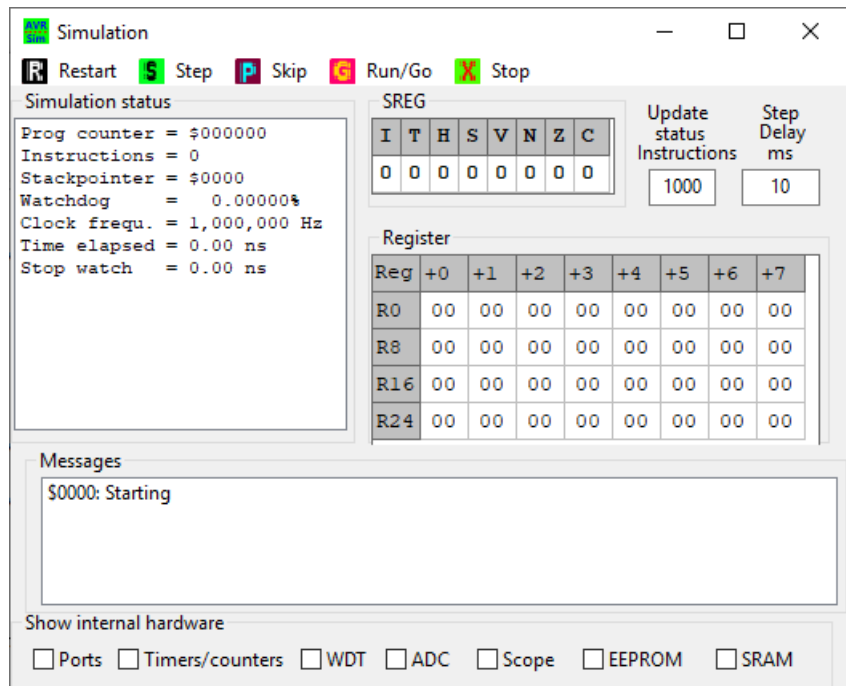 AVR Sim Simulation
R Restart S Step P Skip G Run/Go X Stop
Simulation status
Prog counter = $000000
Instructions = 0
Stackpointer = $0000
Watchdog     =   0.00000%
Clock frequ. = 1,000,000 Hz
Time elapsed = 0.00 ns
Stop watch   = 0.00 ns
SREG
I T H S V N Z C
0 0 0 0 0 0 0 0
Update
status
Instructions
1000
Step
Delay
ms
10
Register
Reg +0 +1 +2 +3 +4 +5 +6 +7
R0 00 00 00 00 00 00 00 00
R8 00 00 00 00 00 00 00 00
R16 00 00 00 00 00 00 00 00
R24 00 00 00 00 00 00 00 00
Messages
$0000: Starting
Show internal hardware
Ports Timers/counters WDT ADC Scope EEPROM SRAM